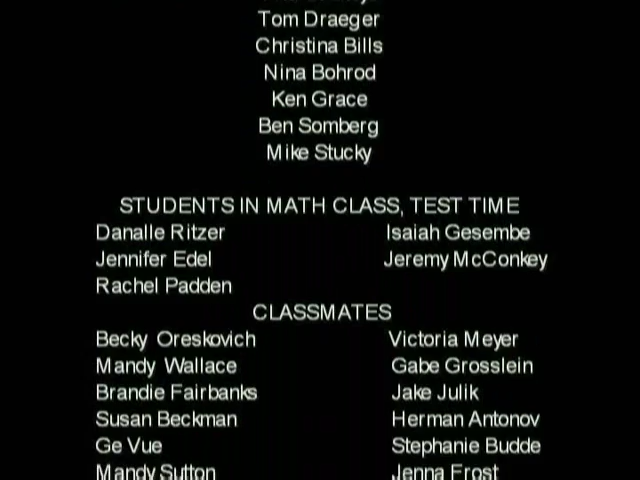 Tom Draeger
Christina Bills
Nina Bohrod
Ken Grace
Ben Somberg
Mike Stucky
STUDENTS IN MATH CLASS, TEST TIME
Danalle Ritzer Isaiah Gesembe
Jennifer Edel Jeremy McConkey
Rachel Padden
CLASSMATES
Becky Oreskovich Victoria Meyer
Mandy Wallace Gabe Grosslein
Brandie Fairbanks Jake Julik
Susan Beckman Herman Antonov
Ge Vue Stephanie Budde
Mandy Sutton Jenna Frost